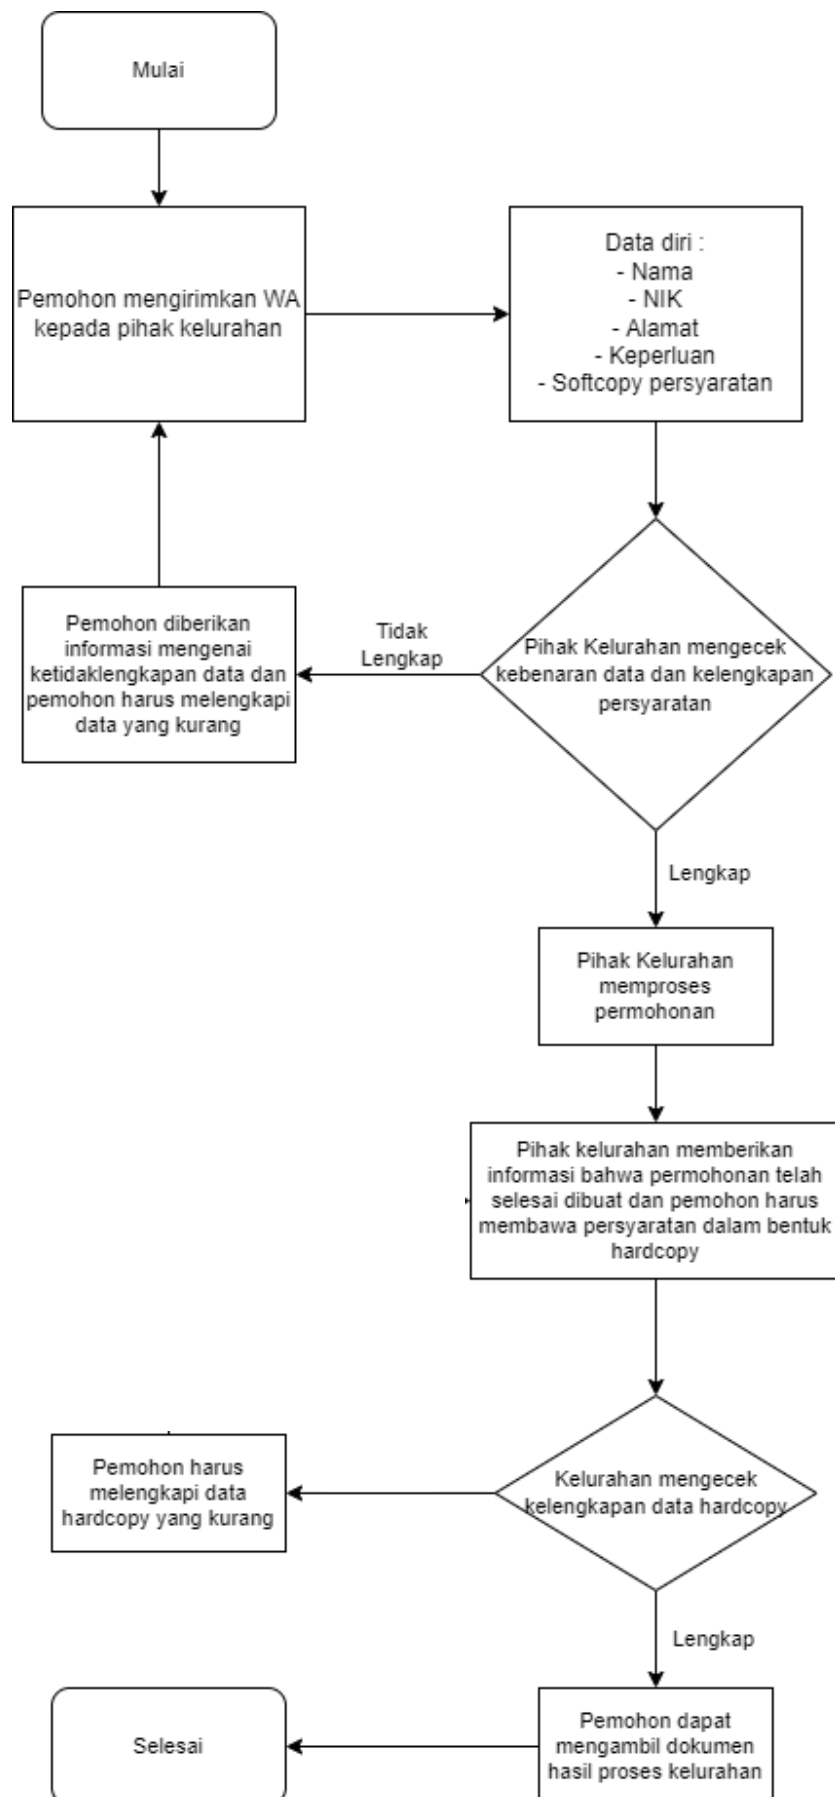 Mulai
Pemohon mengirimkan WA
kepada pihak kelurahan
Data diri :
- Nama
- NIK
- Alamat
- Keperluan
- Softcopy persyaratan
Pihak Kelurahan mengecek
kebenaran data dan kelengkapan
persyaratan
Tidak
Lengkap
Pemohon diberikan
informasi mengenai
ketidaklengkapan data dan
pemohon harus melengkapi
data yang kurang
Lengkap
Pihak Kelurahan
memproses
permohonan
Pihak kelurahan memberikan
informasi bahwa permohonan telah
selesai dibuat dan pemohon harus
membawa persyaratan dalam bentuk
hardcopy
Kelurahan mengecek
kelengkapan data hardcopy
Pemohon harus
melengkapi data
hardcopy yang kurang
Lengkap
Pemohon dapat
mengambil dokumen
hasil proses kelurahan
Selesai